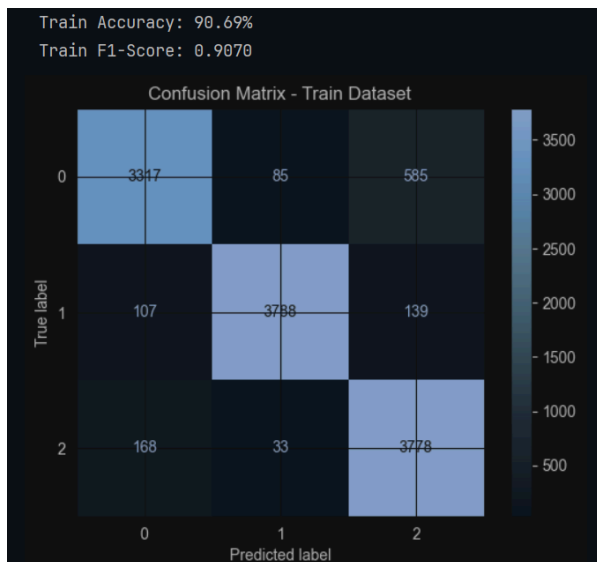 Train Accuracy: 90.69%
Train F1-Score: 0.9070
Confusion Matrix - Train Dataset
3500
0 3317 85 585
3000
2500
True label
1 107 3788 139
2000
1500
1000
2 168 33 3778
500
0 1 2
Predicted label